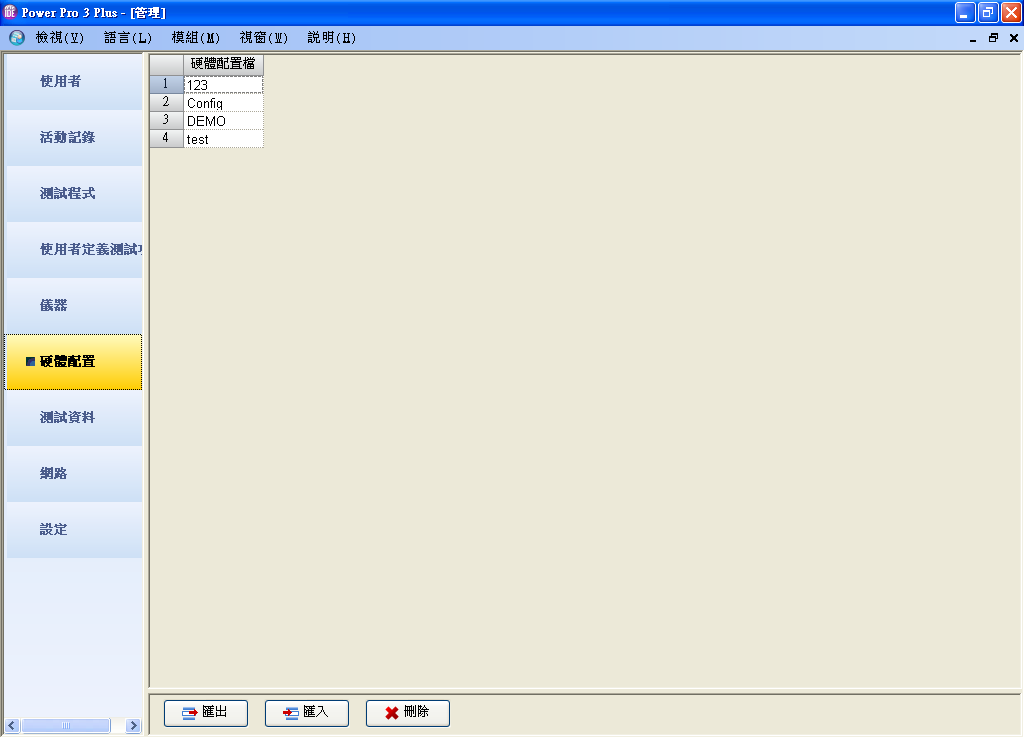 Power Pro 3 Plus - [管理]
檢視(V) 語言(L) 模組(M) 視窗(W) 說明(H)
使用者
活動記錄
測試程式
使用者定義測試
儀器
硬體配置
測試資料
網路
設定
硬體配置檔
1 123
2 Config
3 DEMO
4 test
匯出 匯入 刪除